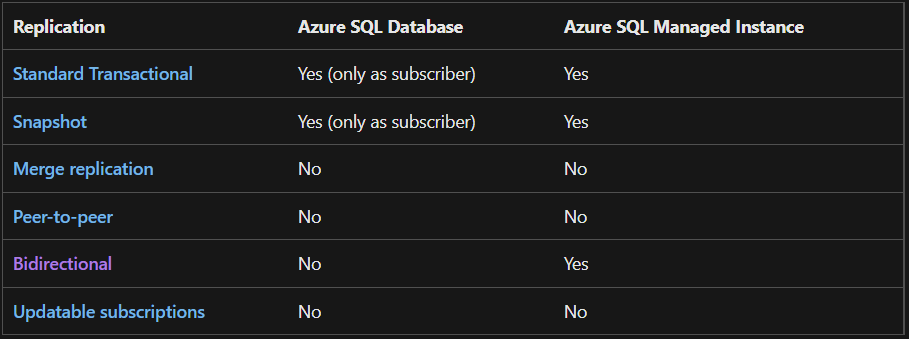 Replication Azure SQL Database Azure SQL Managed Instance
Standard Transactional Yes (only as subscriber) Yes
Snapshot Yes (only as subscriber) Yes
Merge replication No No
Peer-to-peer No No
Bidirectional No Yes
Updatable subscriptions No No